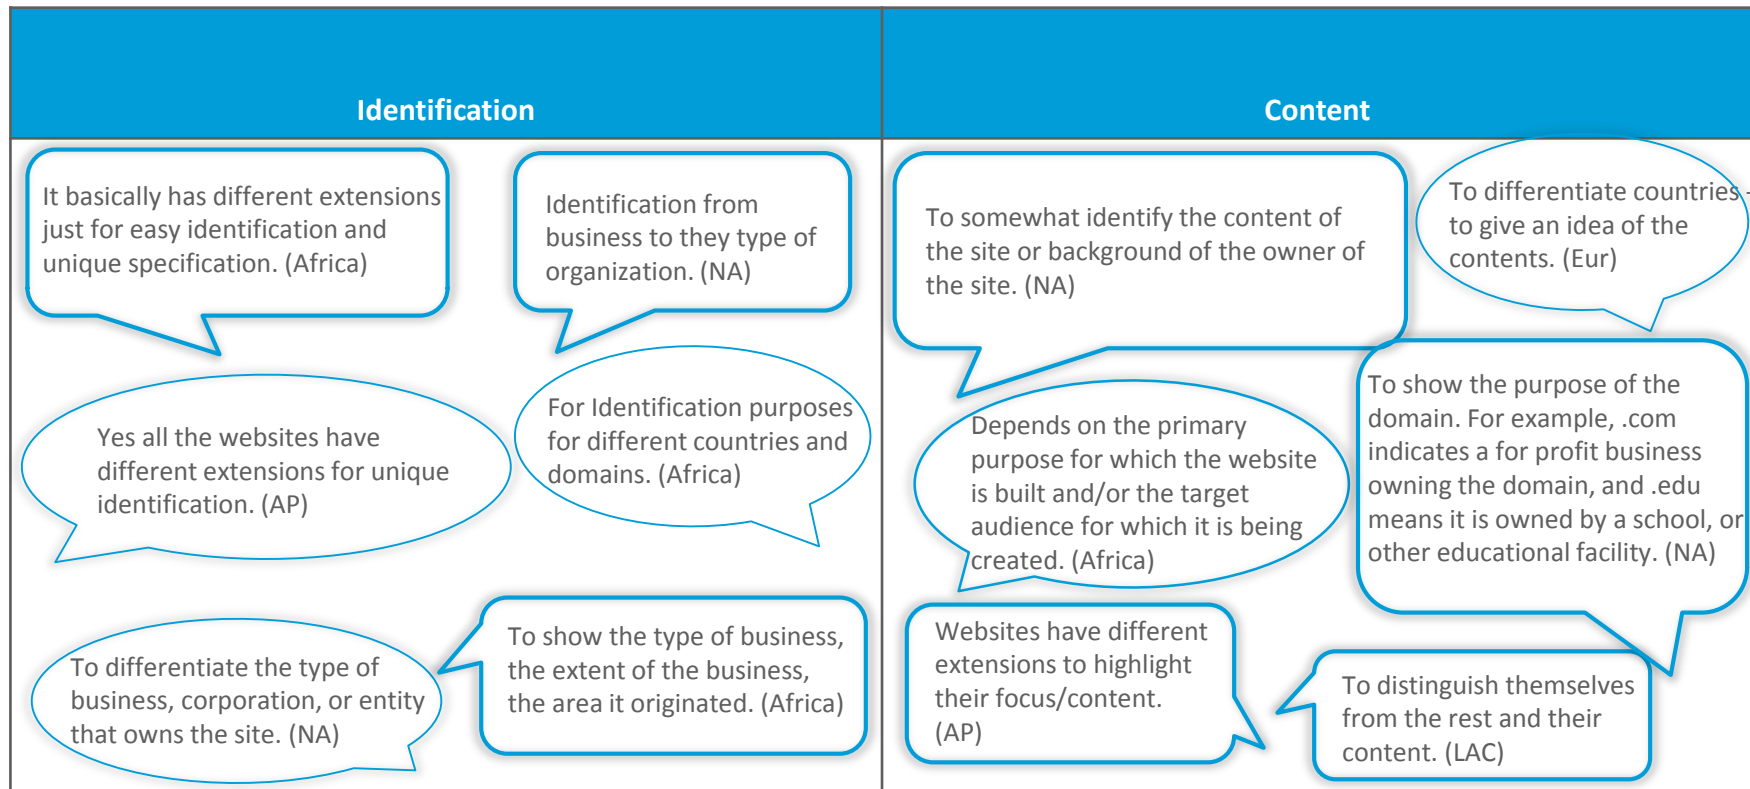 Identification
Content
It basically has different extensions
just for easy identification and
unique specification. (Africa)
Identification from
business to they type of
organization. (NA)
Yes all the websites have
different extensions for unique
identification. (AP)
For Identification purposes
for different countries and
domains. (Africa)
To differentiate the type of
business, corporation, or entity
that owns the site. (NA)
To show the type of business,
the extent of the business,
the area it originated. (Africa)
To somewhat identify the content of
the site or background of the owner of
the site. (NA)
To differentiate countries -
to give an idea of the
contents. (Eur)
Depends on the primary
purpose for which the website
is built and/or the target
audience for which it is being
created. (Africa)
To show the purpose of the
domain. For example, .com
indicates a for profit business
owning the domain, and .edu
means it is owned by a school, or
other educational facility. (NA)
Websites have different
extensions to highlight
their focus/content.
(AP)
To distinguish themselves
from the rest and their
content. (LAC)